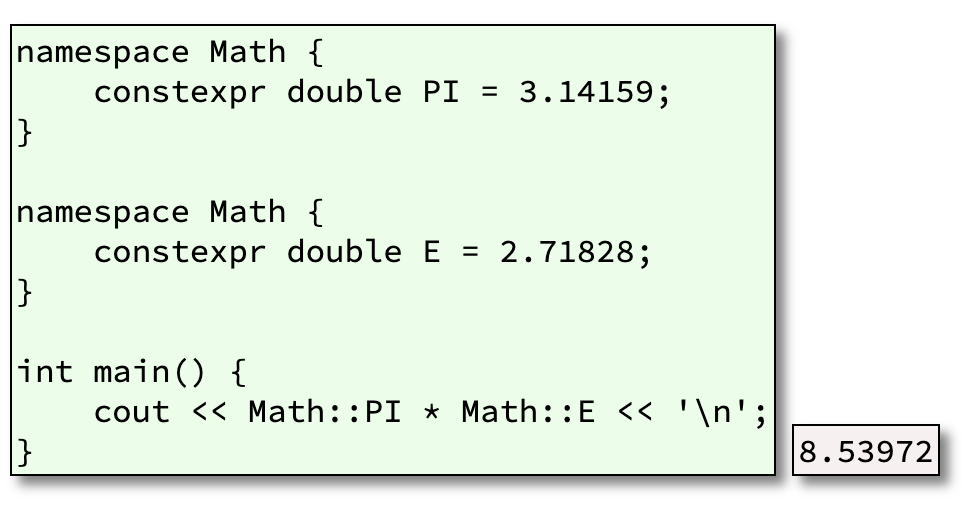 namespace Math {
    constexpr double PI = 3.14159;
}

namespace Math {
    constexpr double E = 2.71828;
}

int main() {
    cout << Math::PI * Math::E << '\n';
}
8.53972